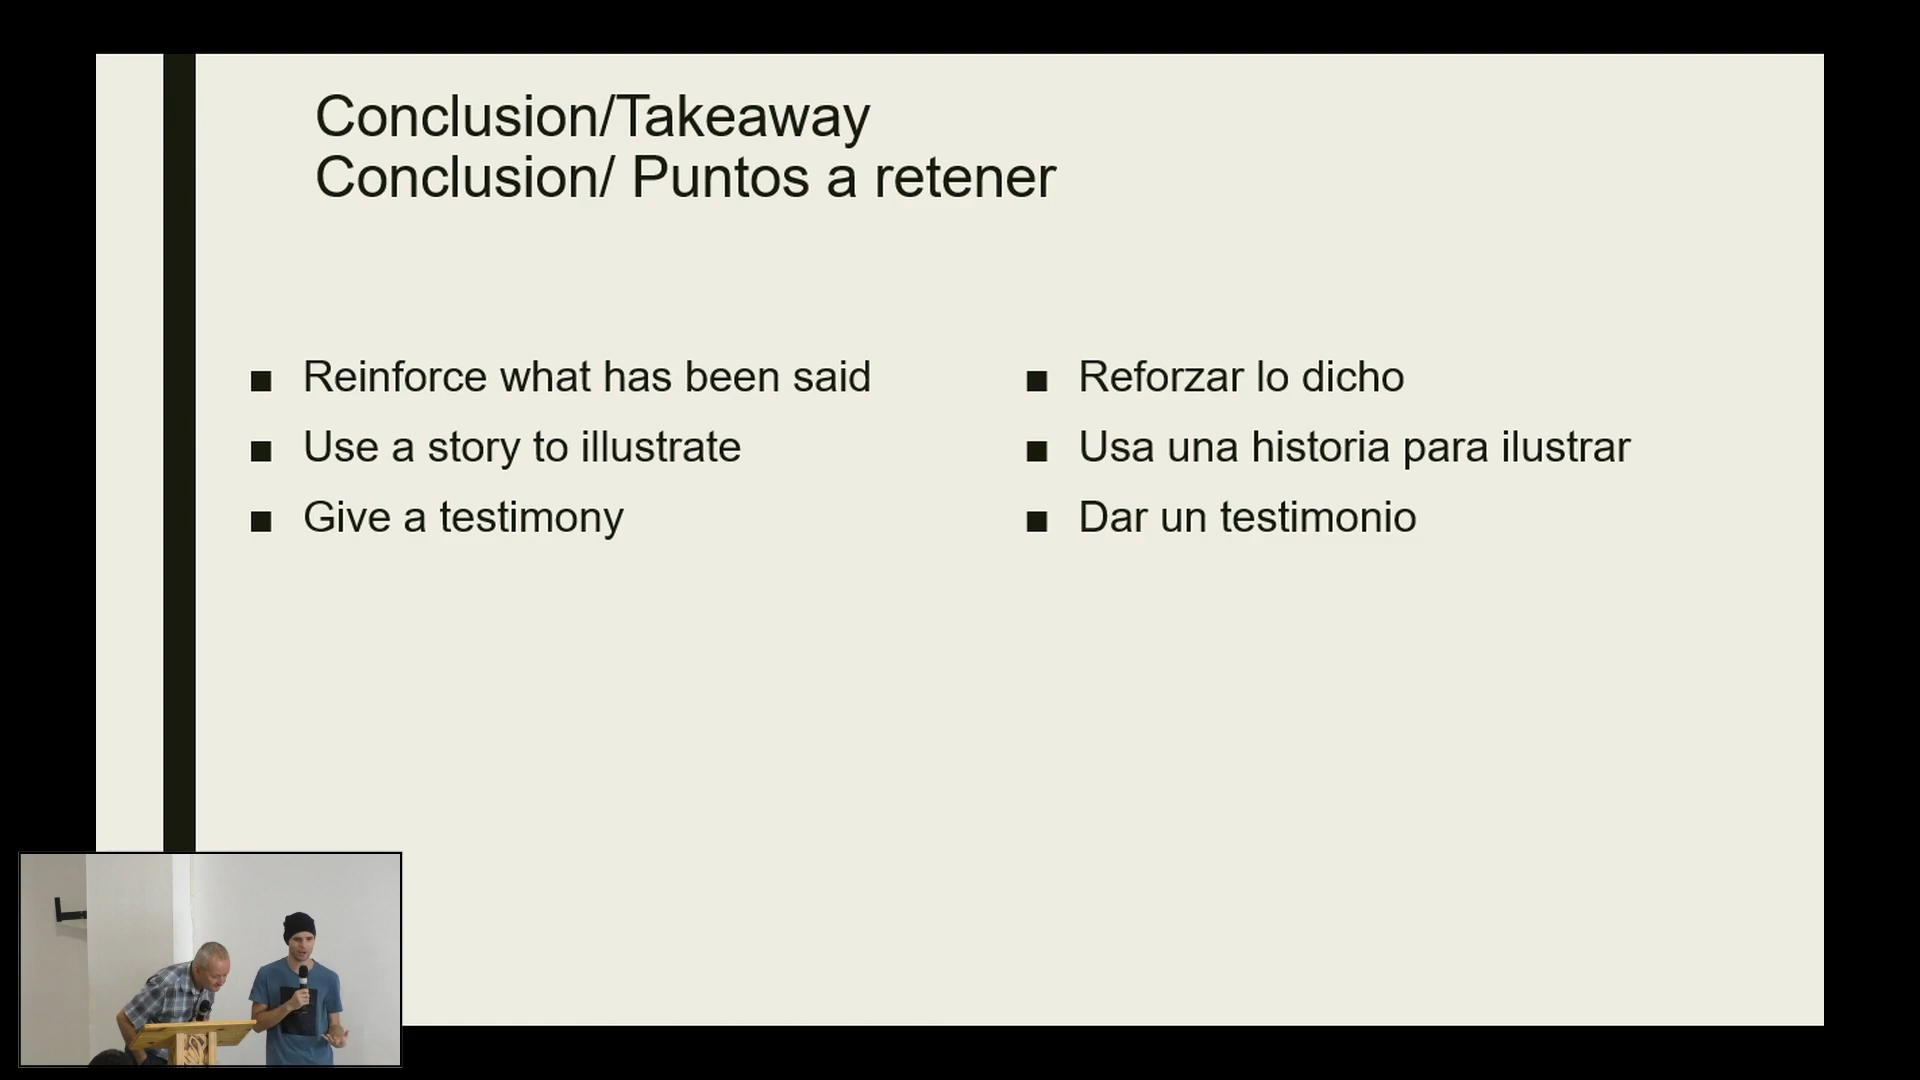 Conclusion/Takeaway
Conclusion/ Puntos a retener
■ Reinforce what has been said
■ Use a story to illustrate
■ Give a testimony
■ Reforzar lo dicho
■ Usa una historia para ilustrar
■ Dar un testimonio